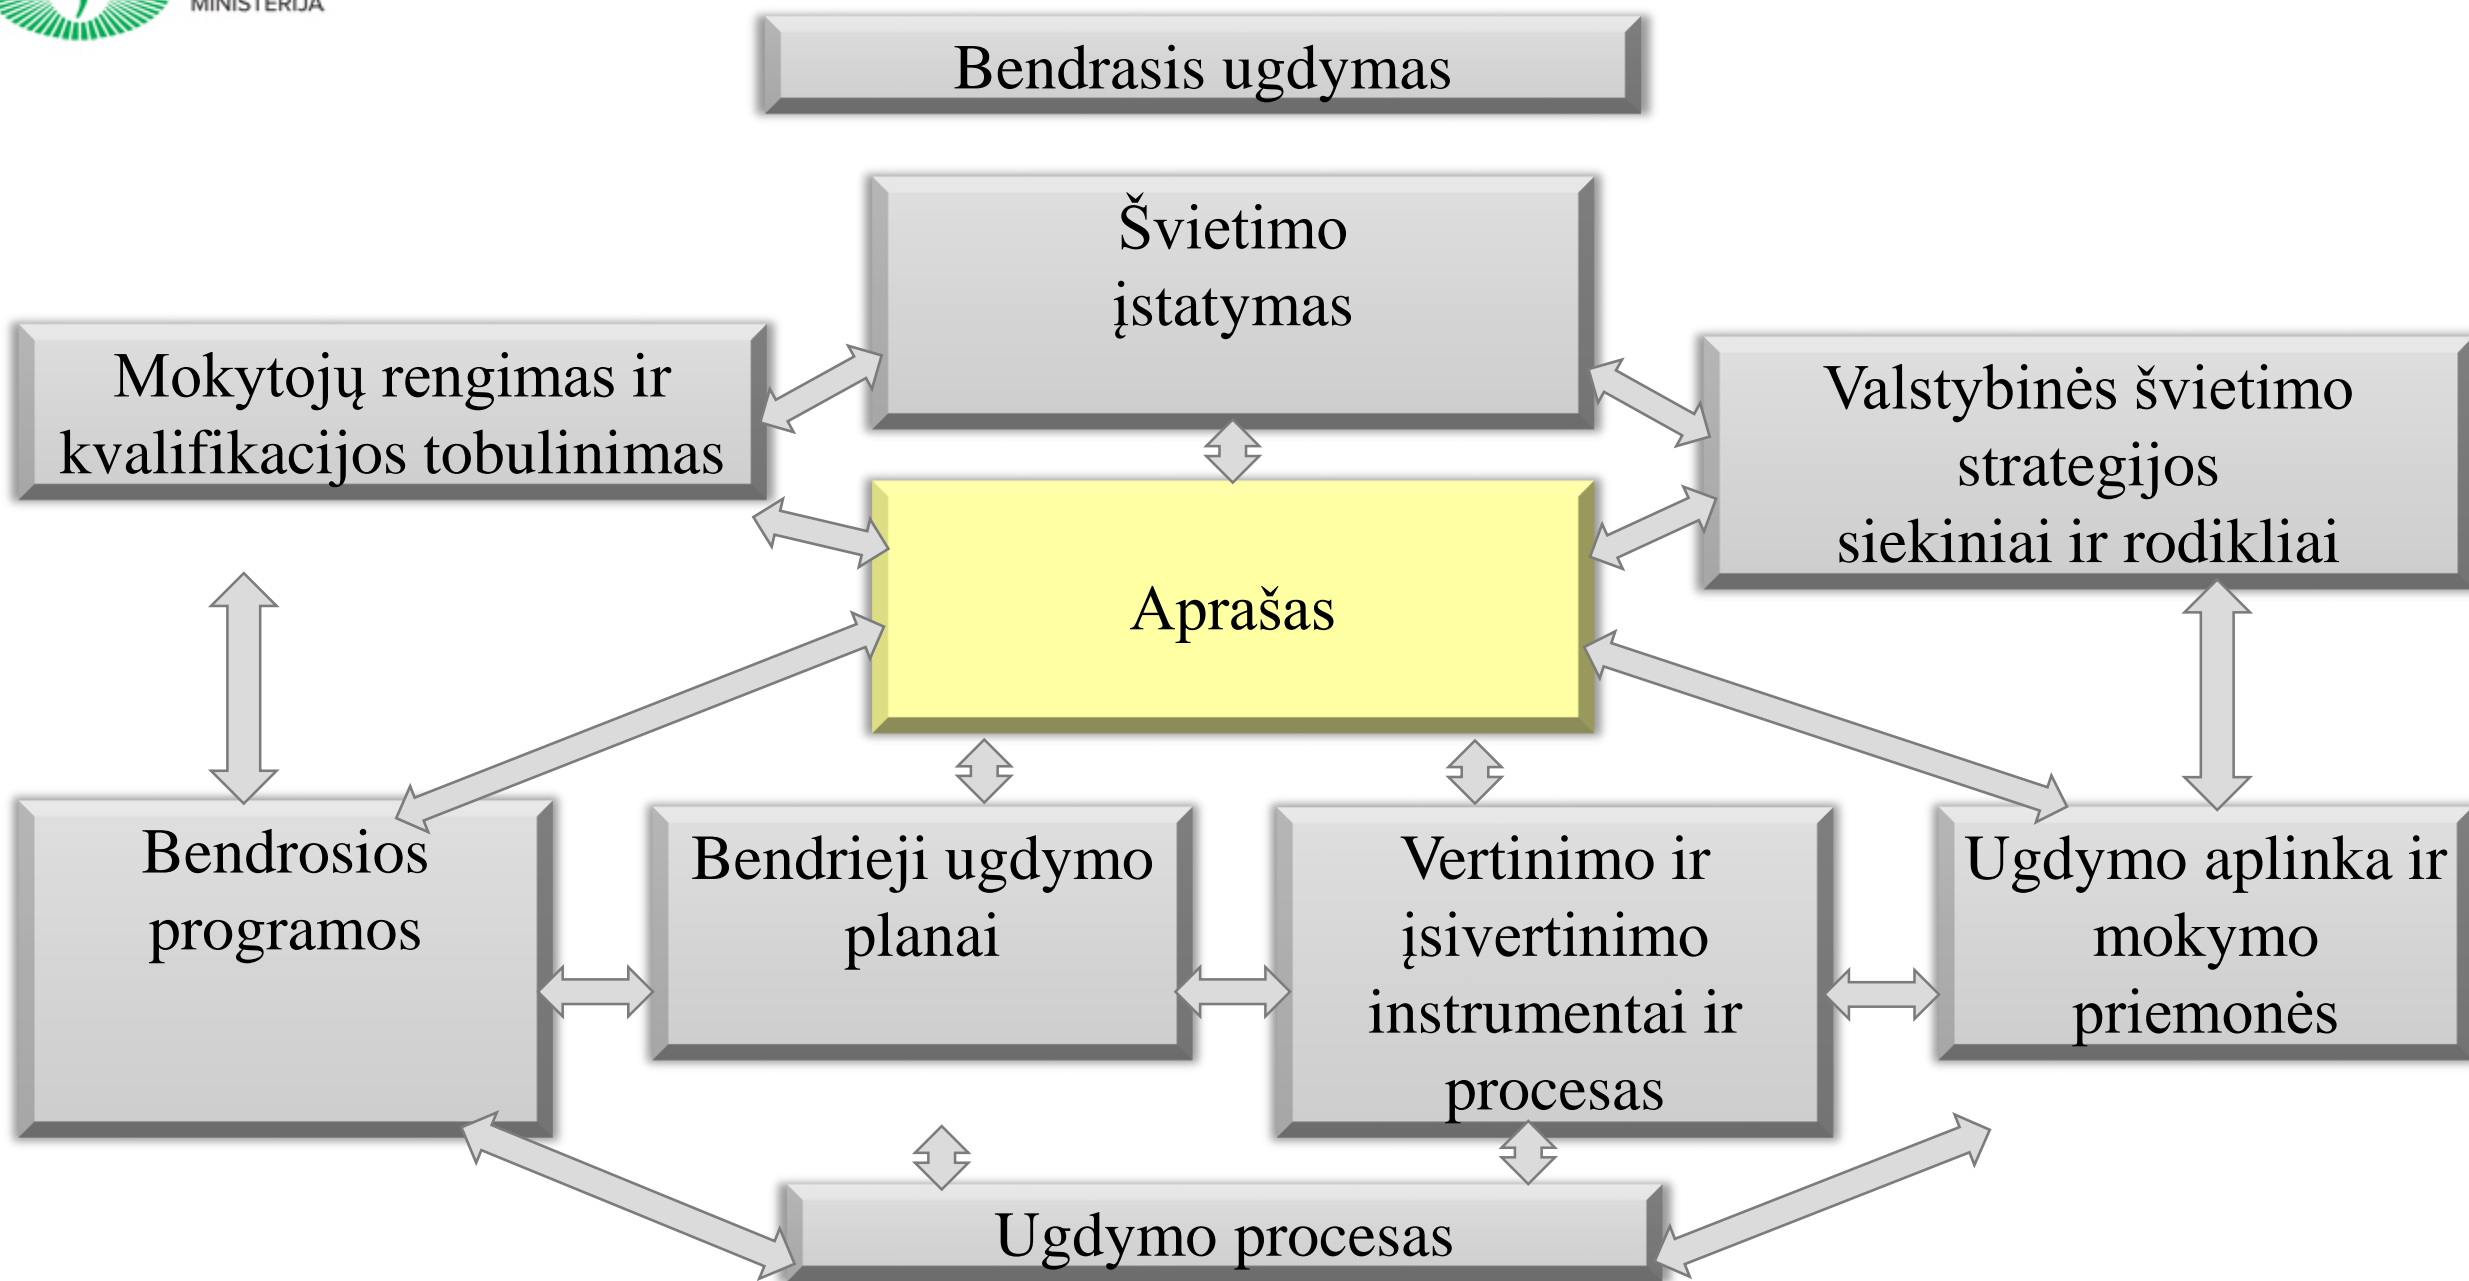 MINISTERIJA
Bendrasis ugdymas
Švietimo
įstatymas
Mokytojų rengimas ir
kvalifikacijos tobulinimas
Valstybinės švietimo
strategijos
siekiniai ir rodikliai
Aprašas
Bendrosios
programos
Bendrieji ugdymo
planai
Vertinimo ir
įsivertinimo
instrumentai ir
procesas
Ugdymo aplinka ir
mokymo
priemonės
Ugdymo procesas